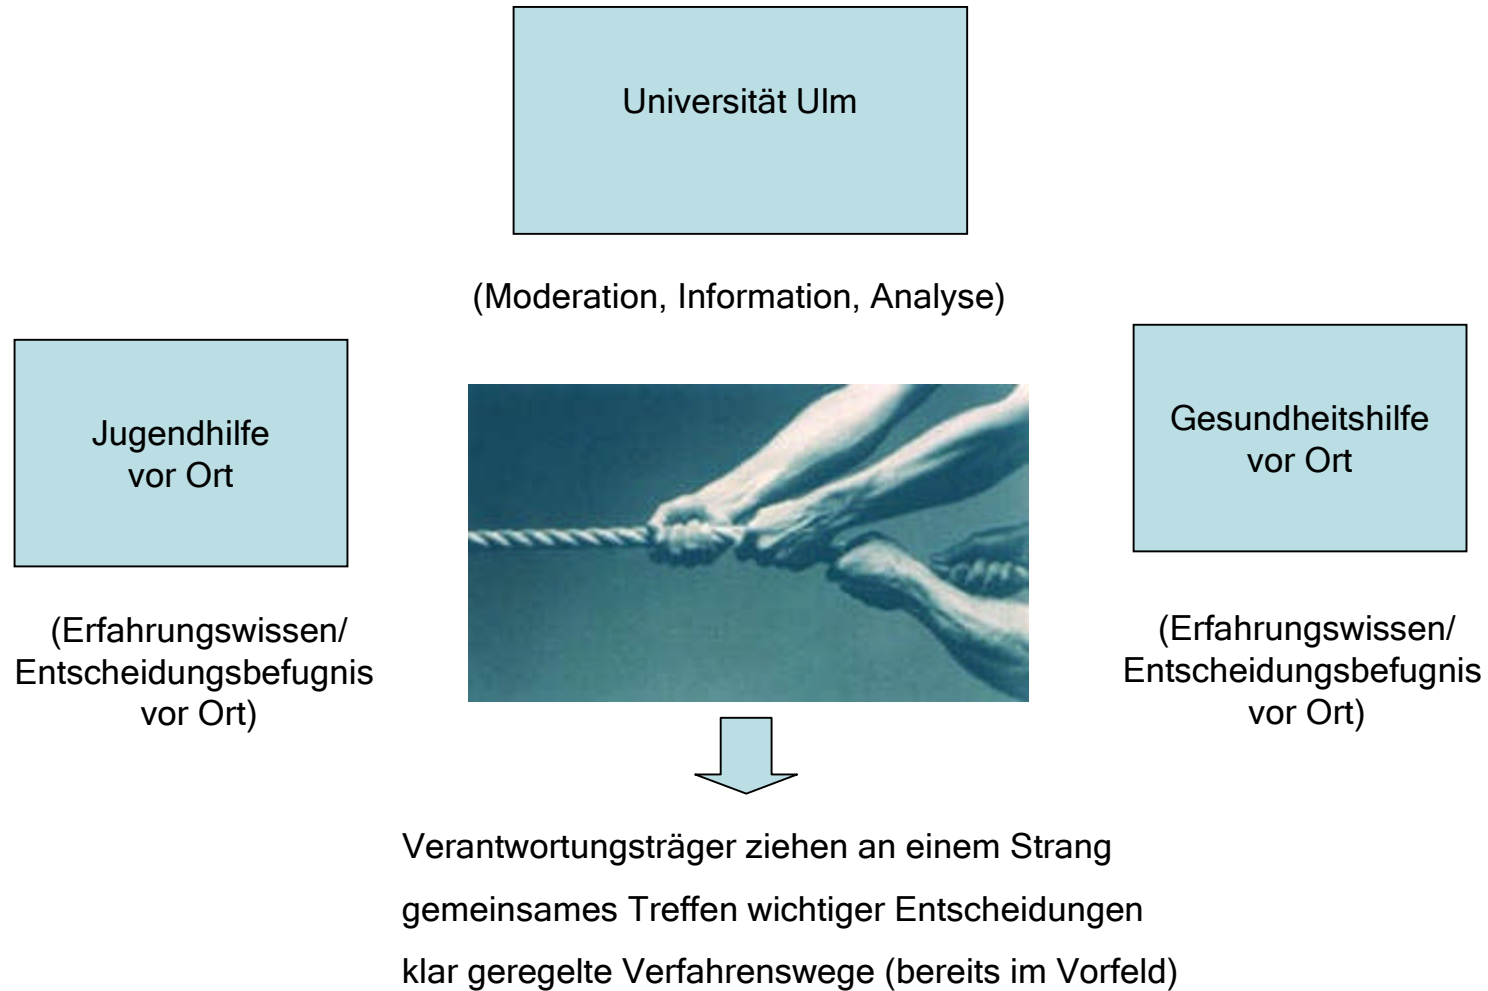 Universität Ulm
(Moderation, Information, Analyse)
Jugendhilfe
vor Ort
(Erfahrungswissen/
Entscheidungsbefugnis
vor Ort)
Gesundheitshilfe
vor Ort
(Erfahrungswissen/
Entscheidungsbefugnis
vor Ort)
Verantwortungsträger ziehen an einem Strang
gemeinsames Treffen wichtiger Entscheidungen
klar geregelte Verfahrenswege (bereits im Vorfeld)